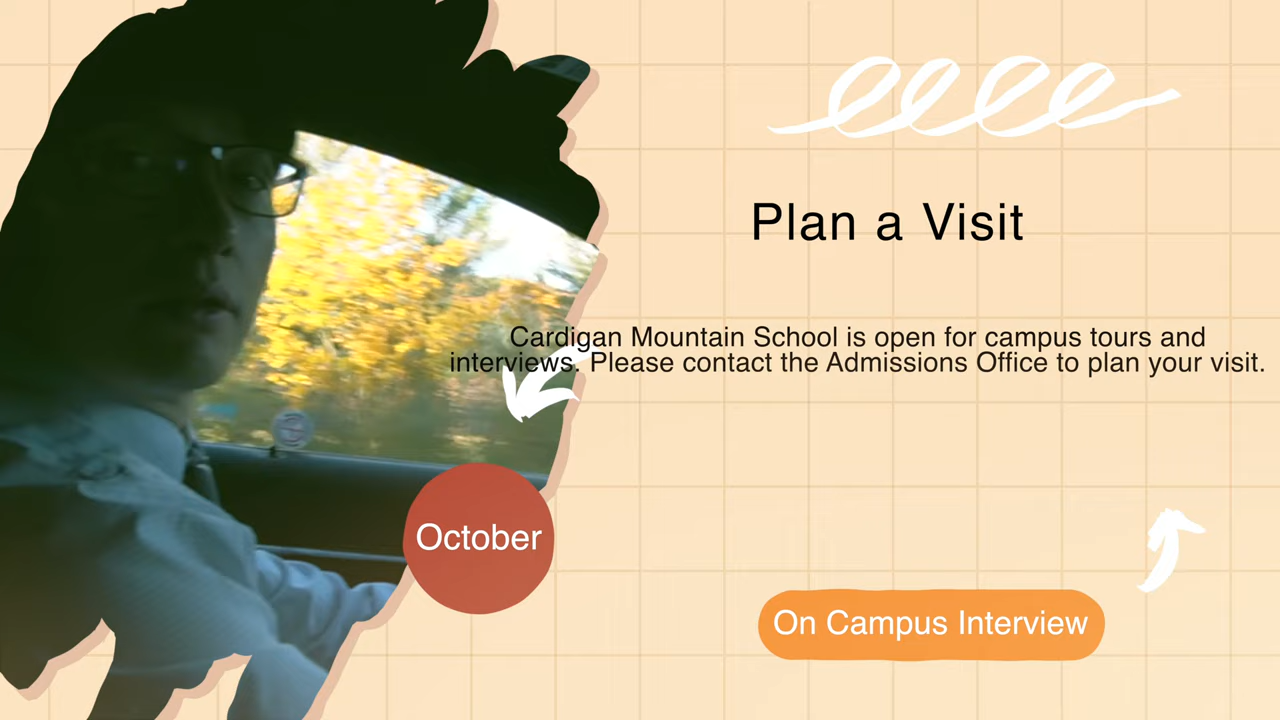 Plan a Visit
Cardigan Mountain School is open for campus tours and
interviews. Please contact the Admissions Office to plan your visit.
October
On Campus Interview